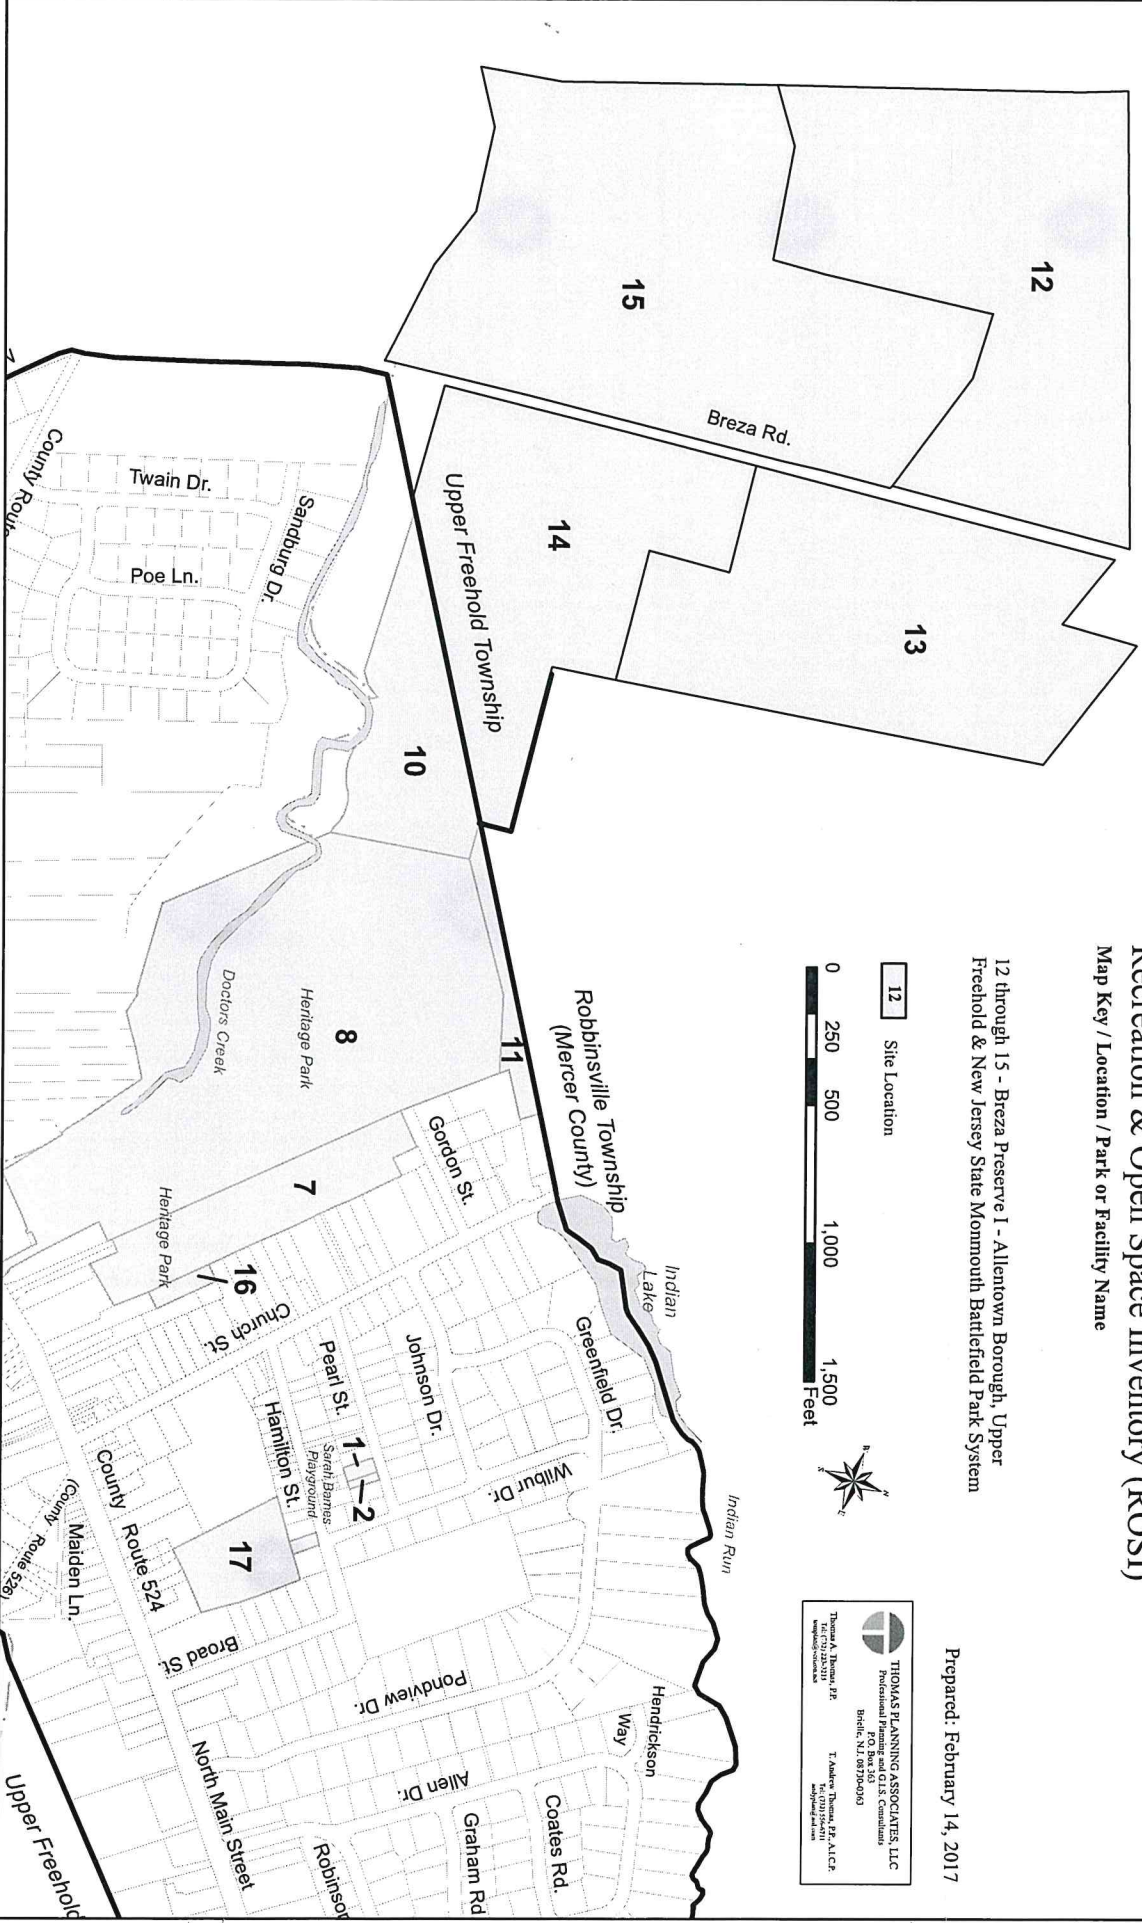 Recreation & Open Space Inventory (ROSI)
Map Key / Location / Park or Facility Name
Prepared: February 14, 2017
12 through 15 - Breza Preserve I - Allentown Borough, Upper
Freehold & New Jersey State Monmouth Battlefield Park System
12 Site Location
0 250 500 1,000 1,500
Feet
THOMAS PLANNING ASSOCIATES, LLC
Professional Planning and G.I.S. Consultants
P.O. Box 363
Brielle, N.J. 08730-0363
Thomas A. Thomas, P.P.
T. Andrew Thomas, P.P., A.I.C.P.
12
15
Breza Rd.
13
14
Upper Freehold Township
10
Robbinsville Township
(Mercer County)
11
8
Heritage Park
Doctors Creek
7
Heritage Park
16
Gordon St.
Church St.
Indian
Lake
Indian Run
Greenfield Dr.
Johnson Dr.
Pearl St.
Hamilton St.
Wilbur Dr.
1
2
Sarah Barnes
Playground
17
Broad St.
Pondview Dr.
Hendrickson
Way
Allen Dr.
Coates Rd.
Graham Rd
Robinson
North Main Street
County Route 524
Maiden Ln.
(County Route 526)
Upper Freehold
Twain Dr.
Sandburg Dr.
Poe Ln.
County Route